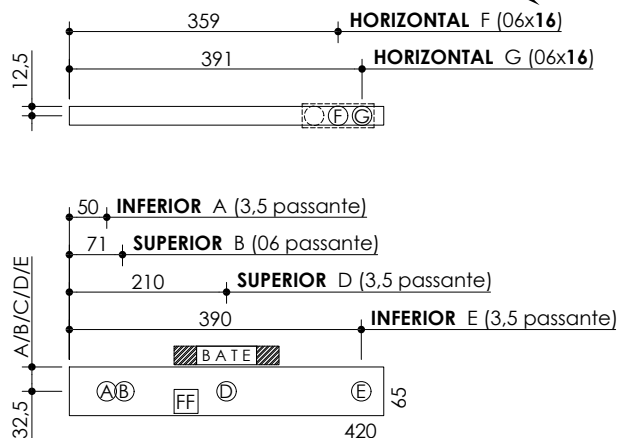 359 HORIZONTAL F (06x16)
391 HORIZONTAL G (06x16)
12,5
F G
50 INFERIOR A (3,5 passante)
71 SUPERIOR B (06 passante)
210 SUPERIOR D (3,5 passante)
390 INFERIOR E (3,5 passante)
A/B/C/D/E
BATE
A B FF D E 65
32,5
420